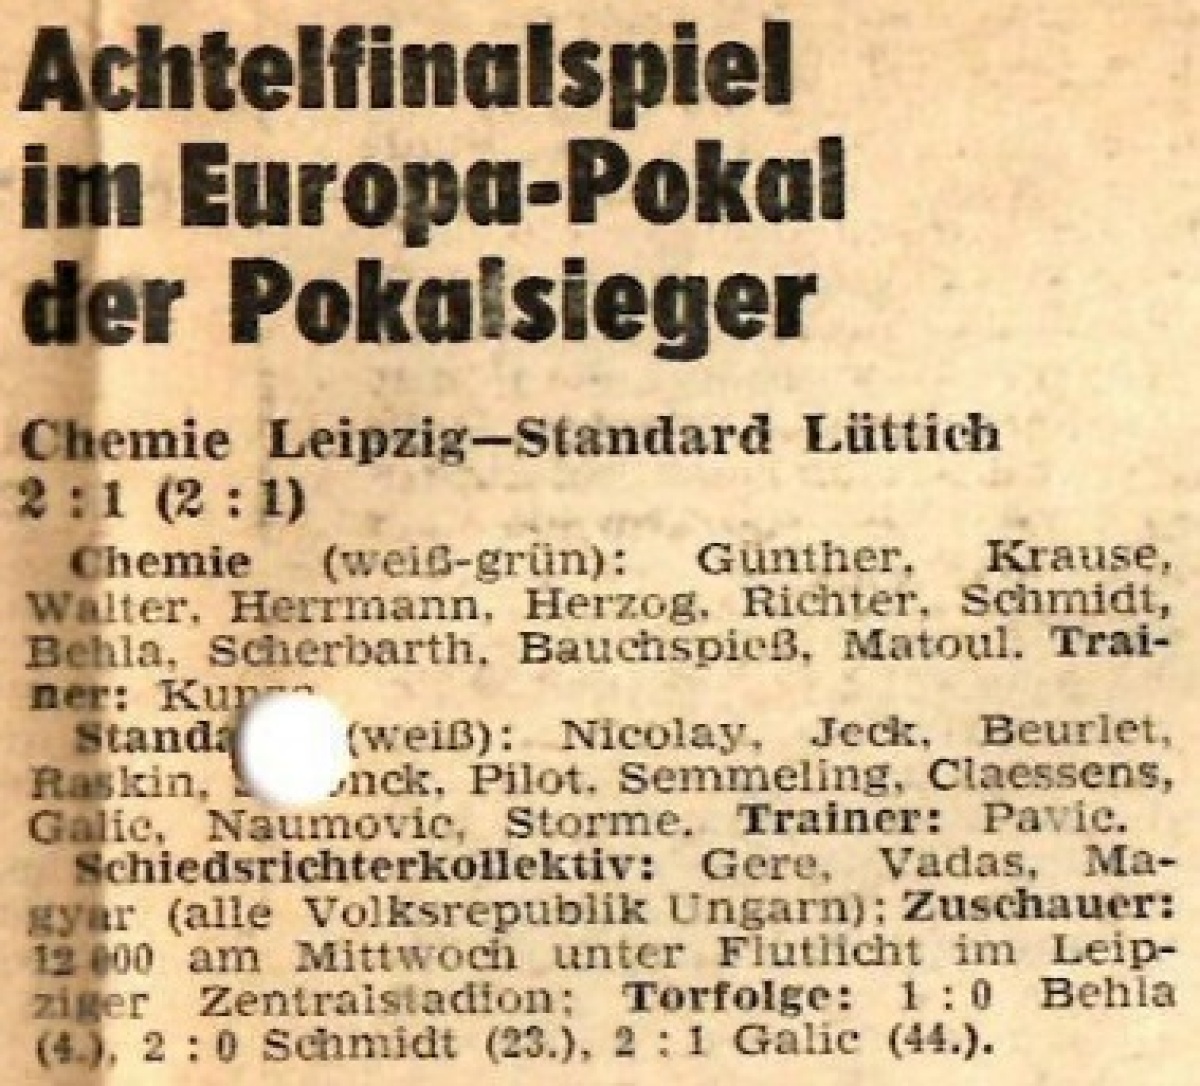 Achtelfinalspiel
im Europa-Pokal
der Pokalsieger
Chemie Leipzig—Standard Lüttich
2 : 1 (2 : 1)
Chemie (weiß-grün): Günther, Krause,
Walter, Herrmann, Herzog, Richter, Schmidt,
Behla, Scherbarth, Bauchspieß, Matoul. Trai-
ner:
(weiß): Nicolay, Jeck, Beurlet,
Raskin, Pilot. Semmeling, Claessens,
Galic, Naumovic, Storme. Trainer: Pavic.
Schiedsrichterkollektiv: Gere, Vadas, Ma-
gyar (alle Volksrepublik Ungarn); Zuschauer:
12 000 am Mittwoch unter Flutlicht im Leip-
ziger Zentralstadion; Torfolge: 1 : 0 Behla
(4.), 2 : 0 Schmidt (23.), 2 : 1 Galic (44.).